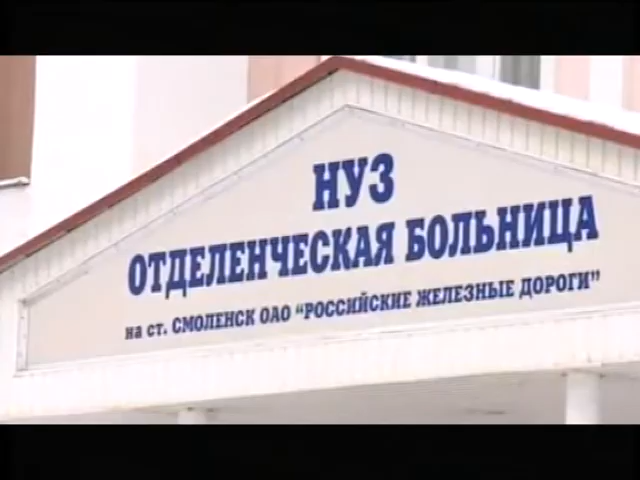 НУЗ
ОТДЕЛЕНЧЕСКАЯ БОЛЬНИЦА
на ст. СМОЛЕНСК ОАО "РОССИЙСКИЕ ЖЕЛЕЗНЫЕ ДОРОГИ"